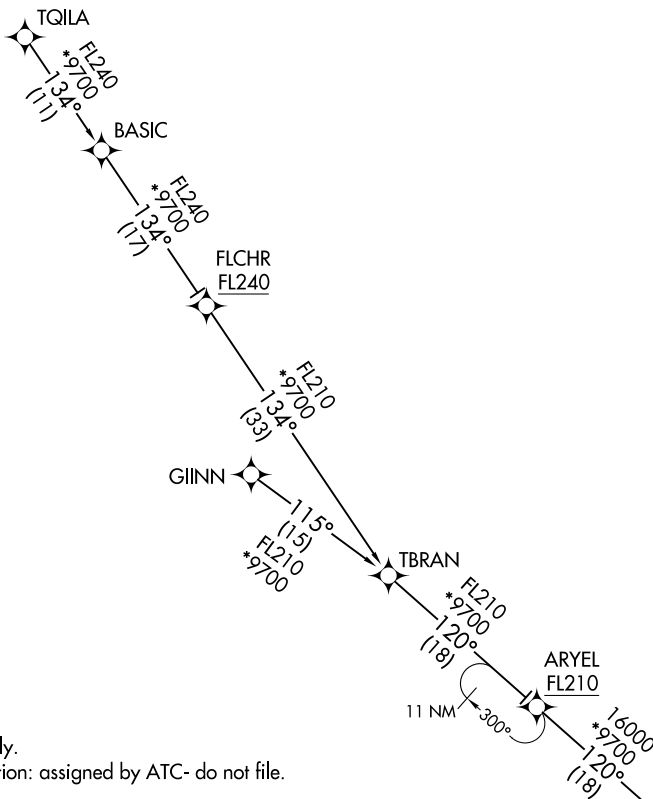 TQILA
FL240
*9700
134°
(11)
BASIC
FL240
*9700
134°
(17)
FLCHR
FL240
FL210
*9700
134°
(33)
GIINN
115°
(15)
FL210
*9700
TBRAN
FL210
*9700
120°
(18)
ARYEL
FL210
11 NM
300°
16000
*9700
120°
(18)
ly.
tion: assigned by ATC- do not file.